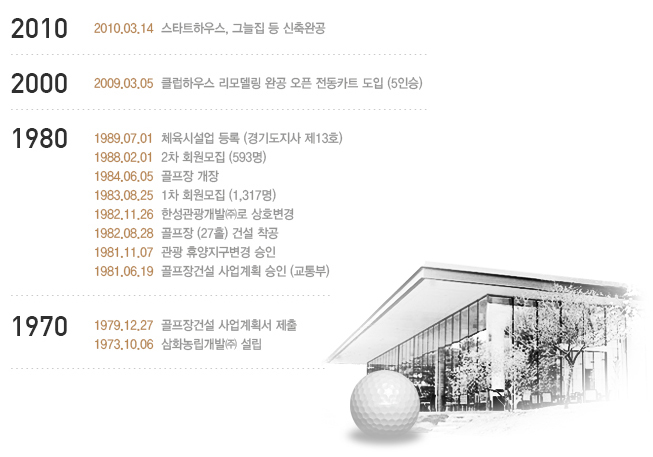 2010
2010.03.14 스타트하우스, 그늘집 등 신축완공
2000
2009.03.05 클럽하우스 리모델링 완공 오픈 전동카트 도입 (5인승)
1980
1989.07.01 체육시설업 등록 (경기도지사 제13호)
1988.02.01 2차 회원모집 (593명)
1984.06.05 골프장 개장
1983.08.25 1차 회원모집 (1,317명)
1982.11.26 한성관광개발㈜로 상호변경
1982.08.28 골프장 (27홀) 건설 착공
1981.11.07 관광 휴양지구변경 승인
1981.06.19 골프장건설 사업계획 승인 (교통부)
1970
1979.12.27 골프장건설 사업계획서 제출
1973.10.06 삼화농림개발㈜ 설립